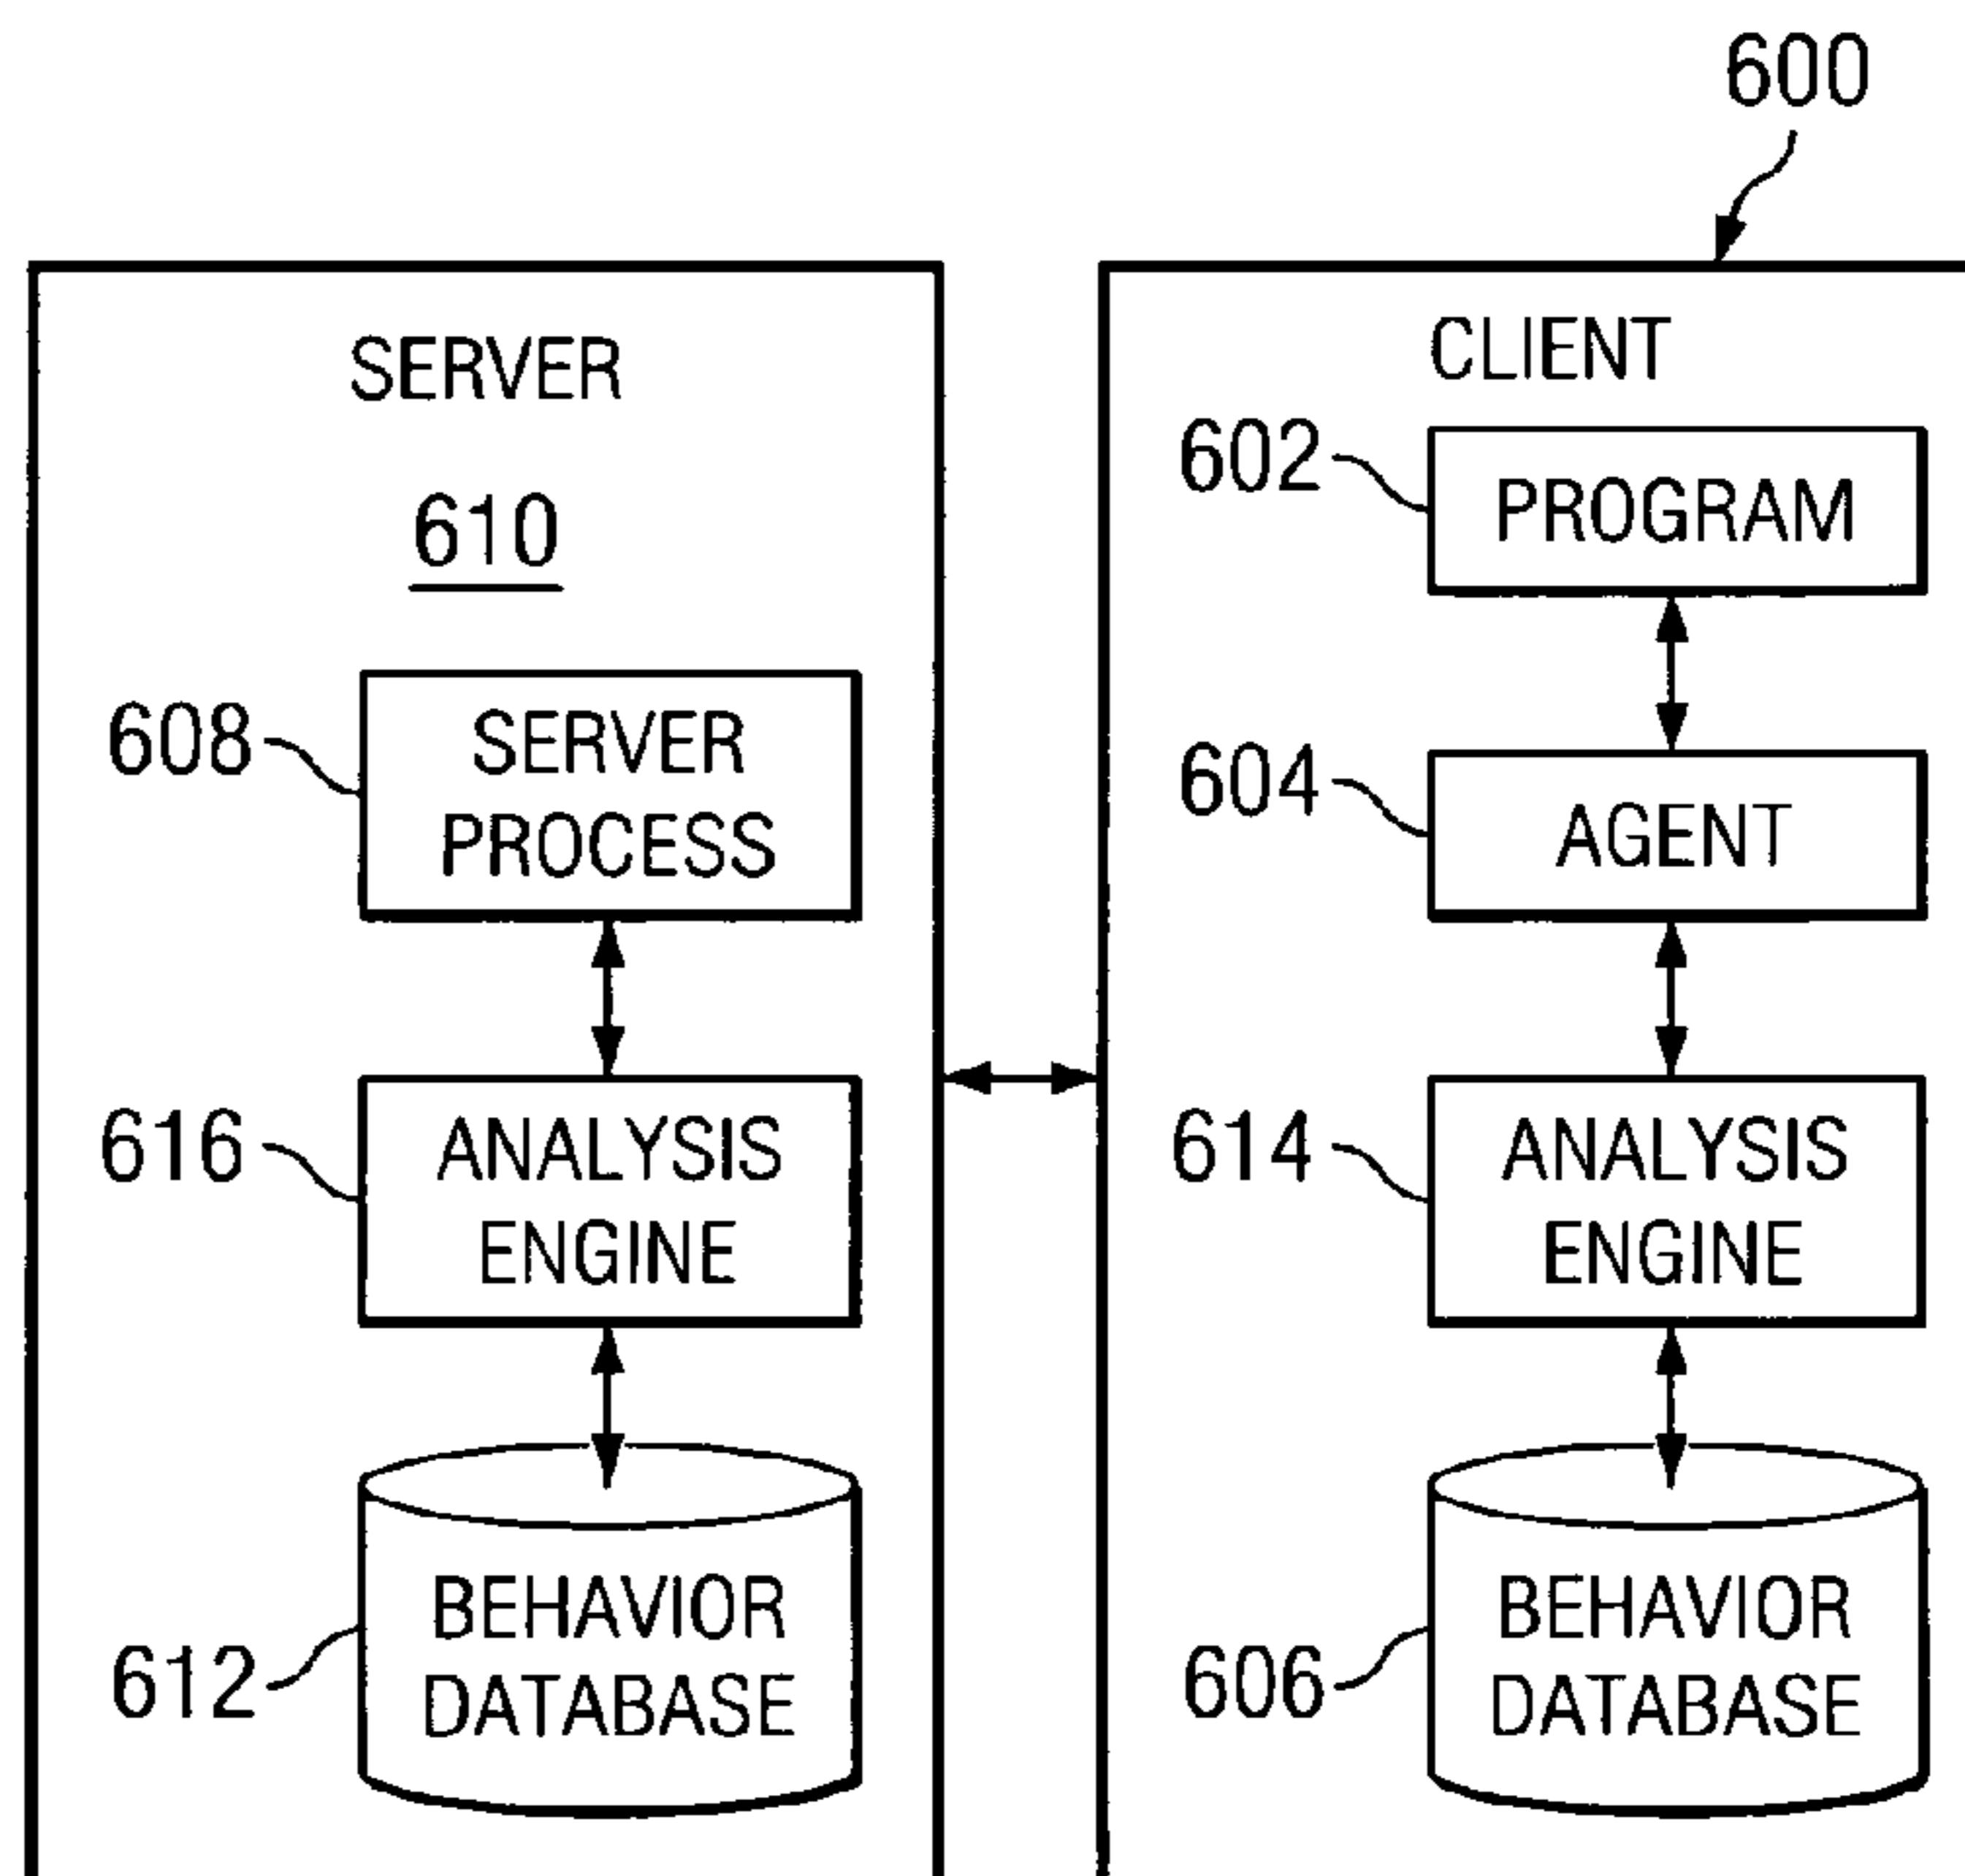 600
SERVER
610
608
SERVER
PROCESS
616
ANALYSIS
ENGINE
612
BEHAVIOR
DATABASE
CLIENT
602
PROGRAM
604
AGENT
614
ANALYSIS
ENGINE
606
BEHAVIOR
DATABASE